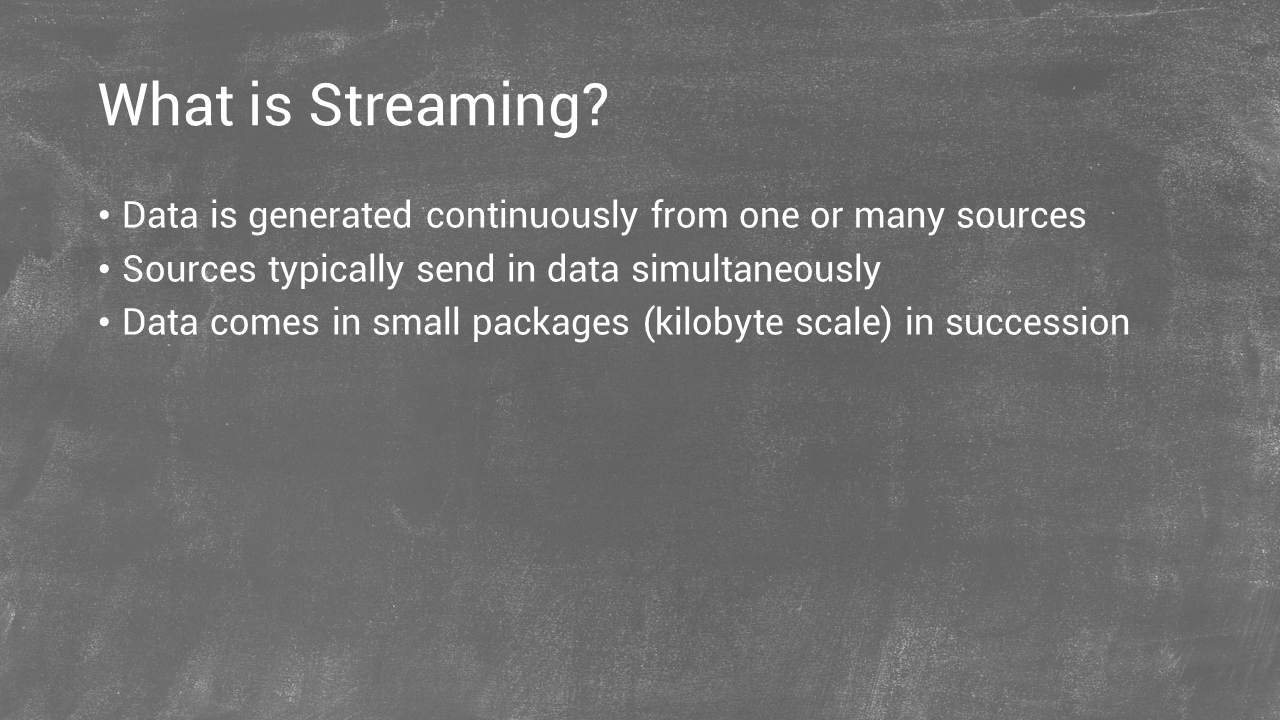 What is Streaming?
• Data is generated continuously from one or many sources
• Sources typically send in data simultaneously
• Data comes in small packages (kilobyte scale) in succession